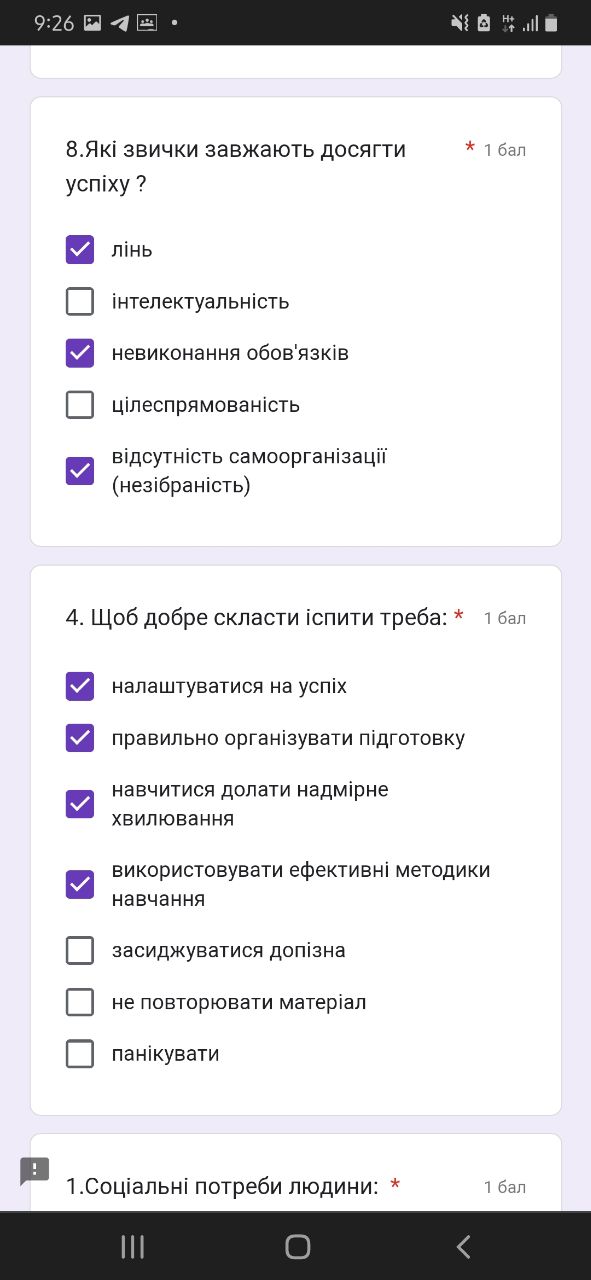 9:26
H+
8.Які звички завжають досягти * 1 бал
успіху ?
лінь
інтелектуальність
невиконання обов'язків
цілеспрямованість
відсутність самоорганізації
(незібраність)
4. Щоб добре скласти іспити треба: * 1 бал
налаштуватися на успіх
правильно організувати підготовку
навчитися долати надмірне
хвилювання
використовувати ефективні методики
навчання
засиджуватися допізна
не повторювати матеріал
панікувати
1.Соціальні потреби людини: * 1 бал